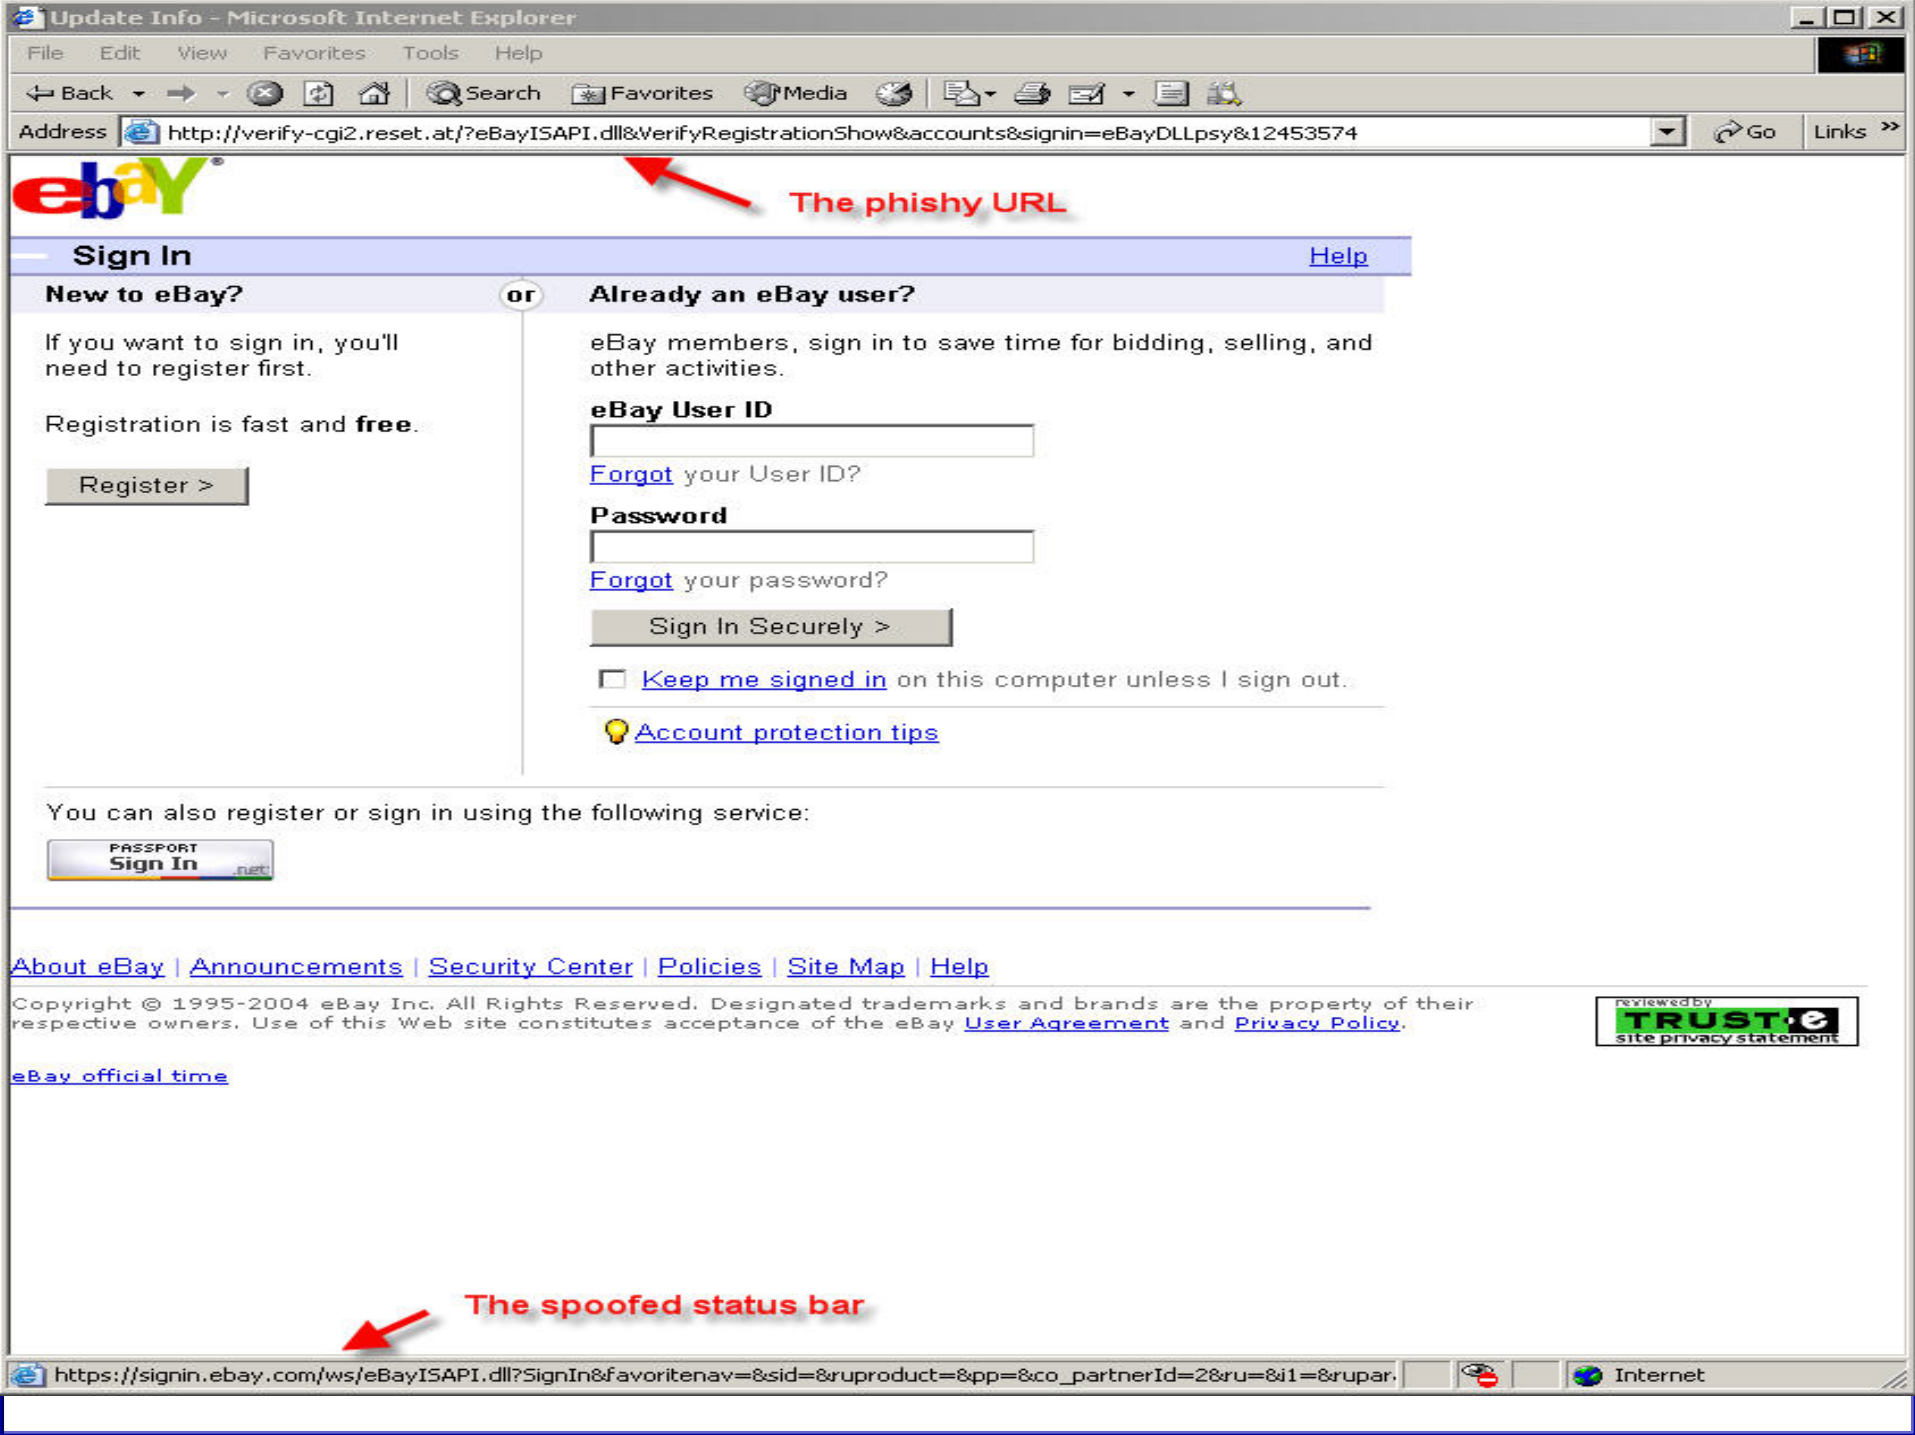 Update Info - Microsoft Internet Explorer
File Edit View Favorites Tools Help
Back Search Favorites Media
Address http://verify-cgi2.reset.at/?eBayISAPI.dll&VerifyRegistrationShow&accounts&signin=eBayDLLpsy&12453574 Go Links »
ebaY®
The phishy URL
Sign In Help
New to eBay? or Already an eBay user?
If you want to sign in, you'll
need to register first.
Registration is fast and free.
Register >
eBay members, sign in to save time for bidding, selling, and
other activities.
eBay User ID
Forgot your User ID?
Password
Forgot your password?
Sign In Securely >
Keep me signed in on this computer unless I sign out.
Account protection tips
You can also register or sign in using the following service:
PASSPORT
Sign In .net
About eBay | Announcements | Security Center | Policies | Site Map | Help
Copyright © 1995-2004 eBay Inc. All Rights Reserved. Designated trademarks and brands are the property of their
respective owners. Use of this Web site constitutes acceptance of the eBay User Agreement and Privacy Policy.
reviewed by
TRUST·e
site privacy statement
eBay official time
The spoofed status bar
https://signin.ebay.com/ws/eBayISAPI.dll?SignIn&favoritenav=&sid=&ruproduct=&pp=&co_partnerId=2&ru=&i1=&rupar. Internet